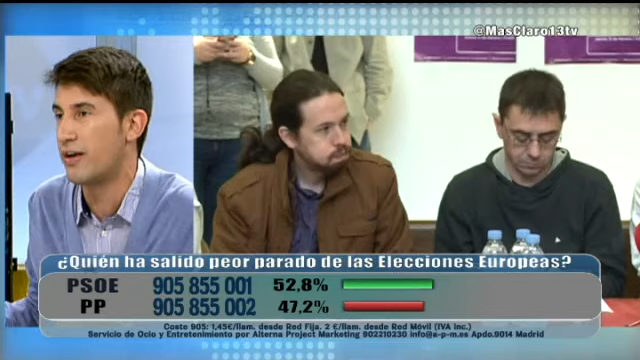 @MasClaro13tv
¿Quién ha salido peor parado de las Elecciones Europeas?
PSOE 905 855 001 52,8%
PP 905 855 002 47,2%
Coste 905: 1,45€/llam. desde Red Fija. 2 €/llam. desde Red Móvil (IVA inc.)
Servicio de Ocio y Entretenimiento por Alterna Project Marketing 902210230 info@a-p-m.es Apdo.9014 Madrid